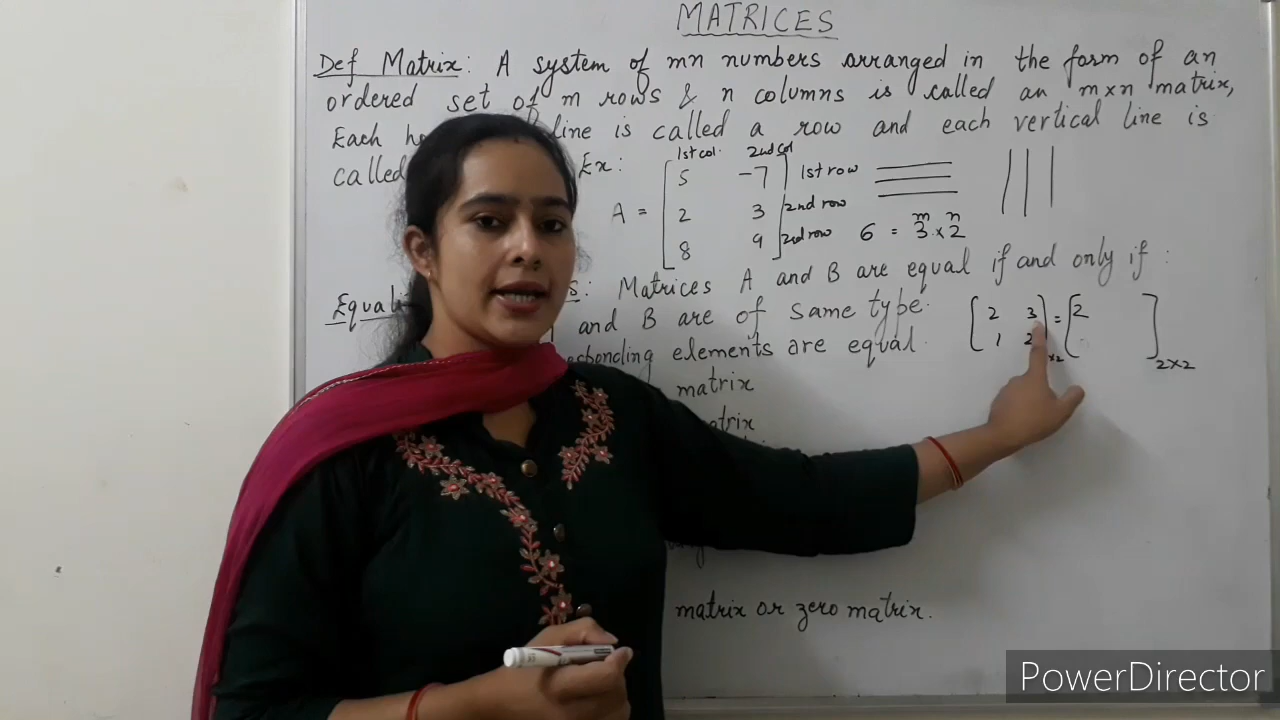 MATRICES
Def Matrix: A system of mn numbers arranged in the form of an
ordered set of m rows & n columns is called an m×n matrix,
Each line is called a row and each vertical line is
called Ex:
1st col. 2nd col
5 -7 1st row
A = 2 3 2nd row
8 9 2rd row 6 = 3×2
m n
: Matrices A and B are equal if and only if :
and B are of same type.
elements are equal.
2 3 = 2
1 2
2×2
matrix
matrix or zero matrix.
PowerDirector